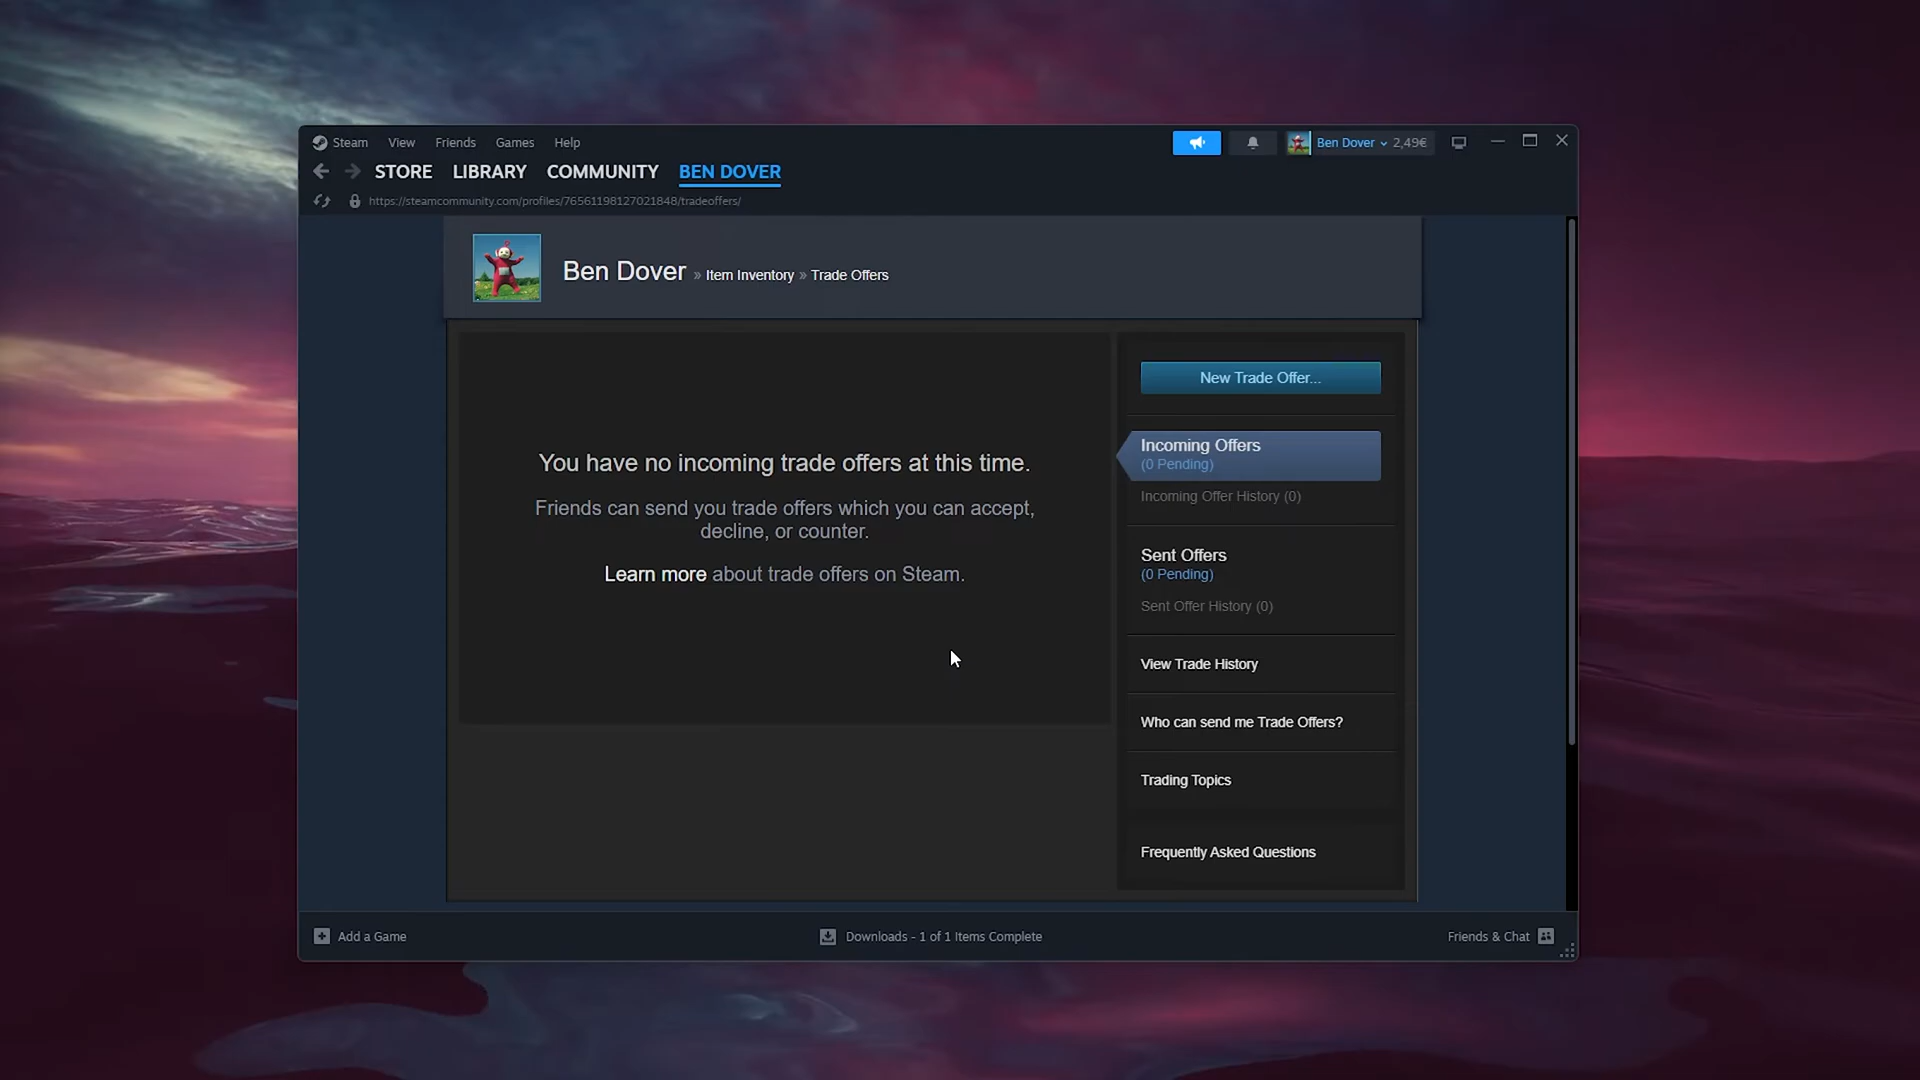 Steam View Friends Games Help
Ben Dover 2,49€
STORE LIBRARY COMMUNITY BEN DOVER
https://steamcommunity.com/profiles/76561198127021848/tradeoffers/
Ben Dover » Item Inventory » Trade Offers
You have no incoming trade offers at this time.
Friends can send you trade offers which you can accept,
decline, or counter.
Learn more about trade offers on Steam.
New Trade Offer...
Incoming Offers
(0 Pending)
Incoming Offer History (0)
Sent Offers
(0 Pending)
Sent Offer History (0)
View Trade History
Who can send me Trade Offers?
Trading Topics
Frequently Asked Questions
Add a Game
Downloads - 1 of 1 Items Complete
Friends & Chat